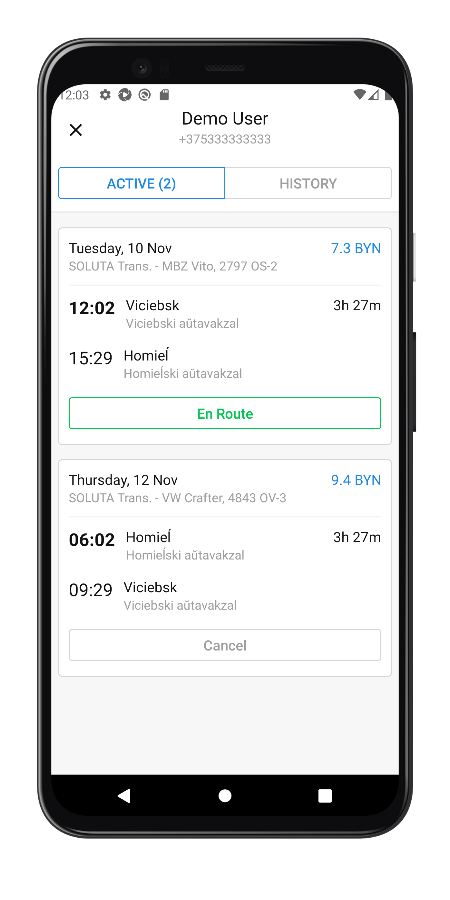 12:03
Demo User
+375333333333
ACTIVE (2)
HISTORY
Tuesday, 10 Nov 7.3 BYN
SOLUTA Trans. - MBZ Vito, 2797 OS-2
12:02 Viciebsk 3h 27m
Viciebski aŭtavakzal
15:29 Homieĺ
Homieĺski aŭtavakzal
En Route
Thursday, 12 Nov 9.4 BYN
SOLUTA Trans. - VW Crafter, 4843 OV-3
06:02 Homieĺ 3h 27m
Homieĺski aŭtavakzal
09:29 Viciebsk
Viciebski aŭtavakzal
Cancel